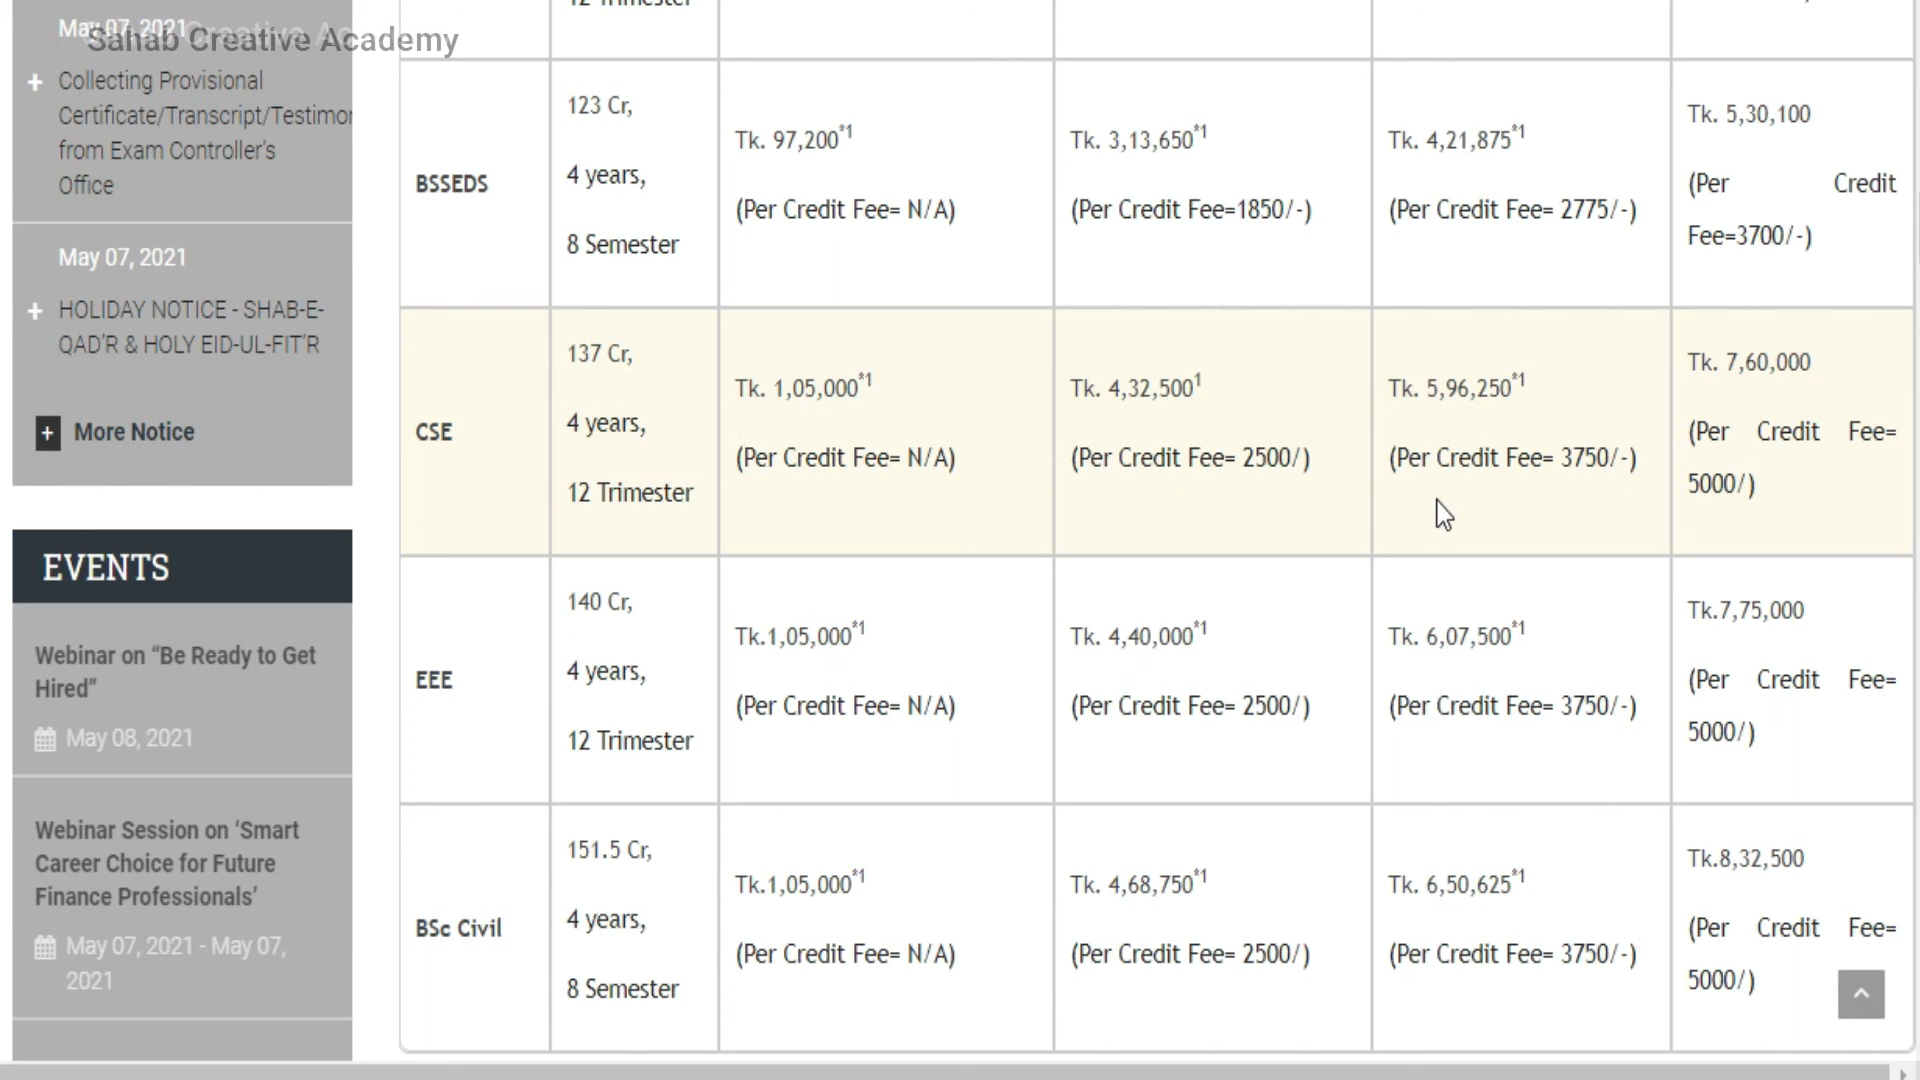 May 07, 2021
Sahab Creative Academy
+ Collecting Provisional
Certificate/Transcript/Testimor
from Exam Controller's
Office
May 07, 2021
+ HOLIDAY NOTICE - SHAB-E-
QAD'R & HOLY EID-UL-FIT'R
+ More Notice
EVENTS
Webinar on “Be Ready to Get
Hired”
May 08, 2021
Webinar Session on ‘Smart
Career Choice for Future
Finance Professionals’
May 07, 2021 - May 07,
2021
12 Trimester
BSSEDS
123 Cr,
4 years,
8 Semester
Tk. 97,200*1
(Per Credit Fee= N/A)
Tk. 3,13,650*1
(Per Credit Fee=1850/-)
Tk. 4,21,875*1
(Per Credit Fee= 2775/-)
Tk. 5,30,100
(Per Credit
Fee=3700/-)
CSE
137 Cr,
4 years,
12 Trimester
Tk. 1,05,000*1
(Per Credit Fee= N/A)
Tk. 4,32,5001
(Per Credit Fee= 2500/)
Tk. 5,96,250*1
(Per Credit Fee= 3750/-)
Tk. 7,60,000
(Per Credit Fee=
5000/)
EEE
140 Cr,
4 years,
12 Trimester
Tk.1,05,000*1
(Per Credit Fee= N/A)
Tk. 4,40,000*1
(Per Credit Fee= 2500/)
Tk. 6,07,500*1
(Per Credit Fee= 3750/-)
Tk.7,75,000
(Per Credit Fee=
5000/)
BSc Civil
151.5 Cr,
4 years,
8 Semester
Tk.1,05,000*1
(Per Credit Fee= N/A)
Tk. 4,68,750*1
(Per Credit Fee= 2500/)
Tk. 6,50,625*1
(Per Credit Fee= 3750/-)
Tk.8,32,500
(Per Credit Fee=
5000/)